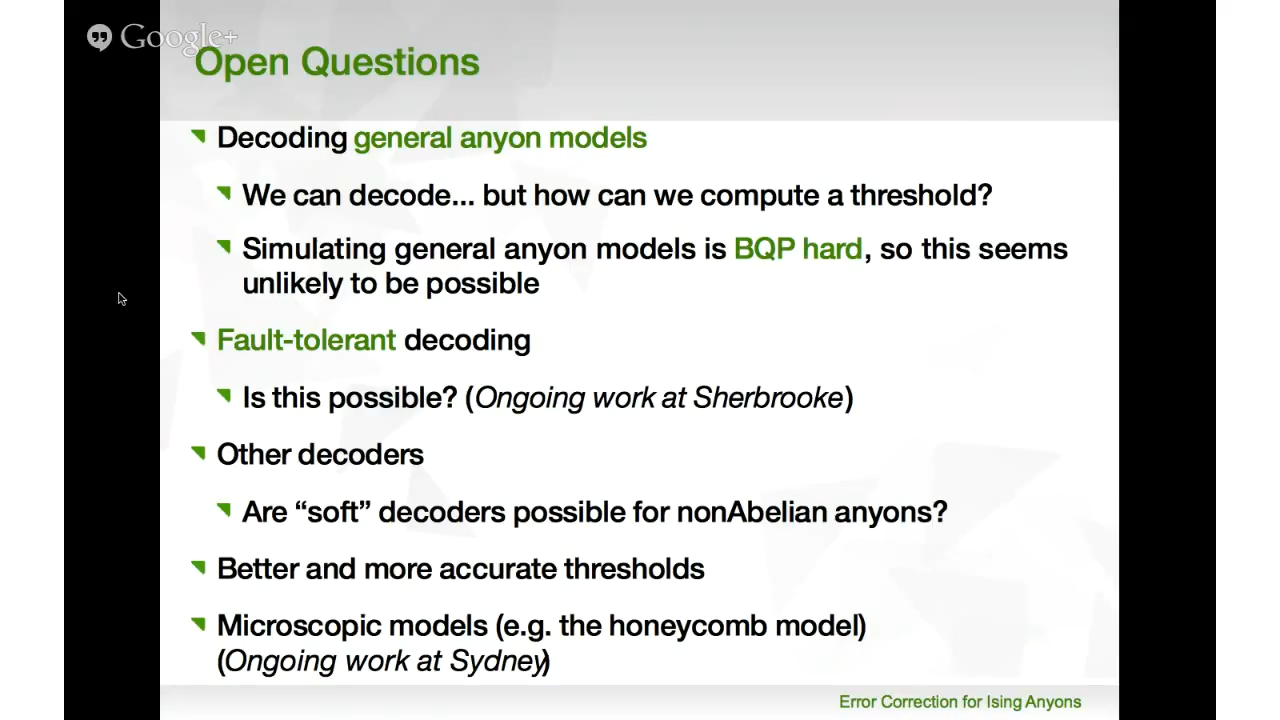 Google+
Open Questions
Decoding general anyon models
We can decode... but how can we compute a threshold?
Simulating general anyon models is BQP hard, so this seems
unlikely to be possible
Fault-tolerant decoding
Is this possible? (Ongoing work at Sherbrooke)
Other decoders
Are “soft” decoders possible for nonAbelian anyons?
Better and more accurate thresholds
Microscopic models (e.g. the honeycomb model)
(Ongoing work at Sydney)
Error Correction for Ising Anyons